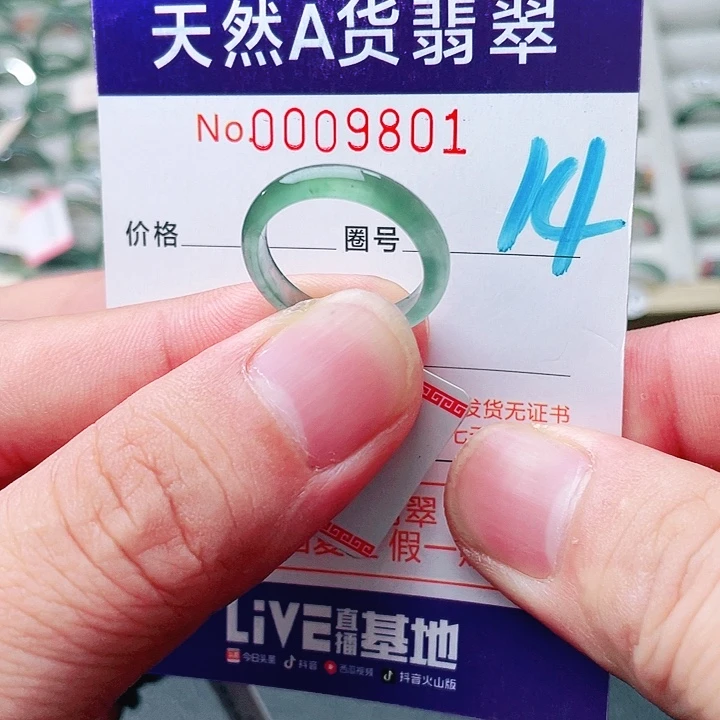 天然A货翡翠
No.0009801
价格 圈号 14
发货无证书
七
翠
假一
LiVE直播基地
今日头条 抖音 西瓜视频 抖音火山版